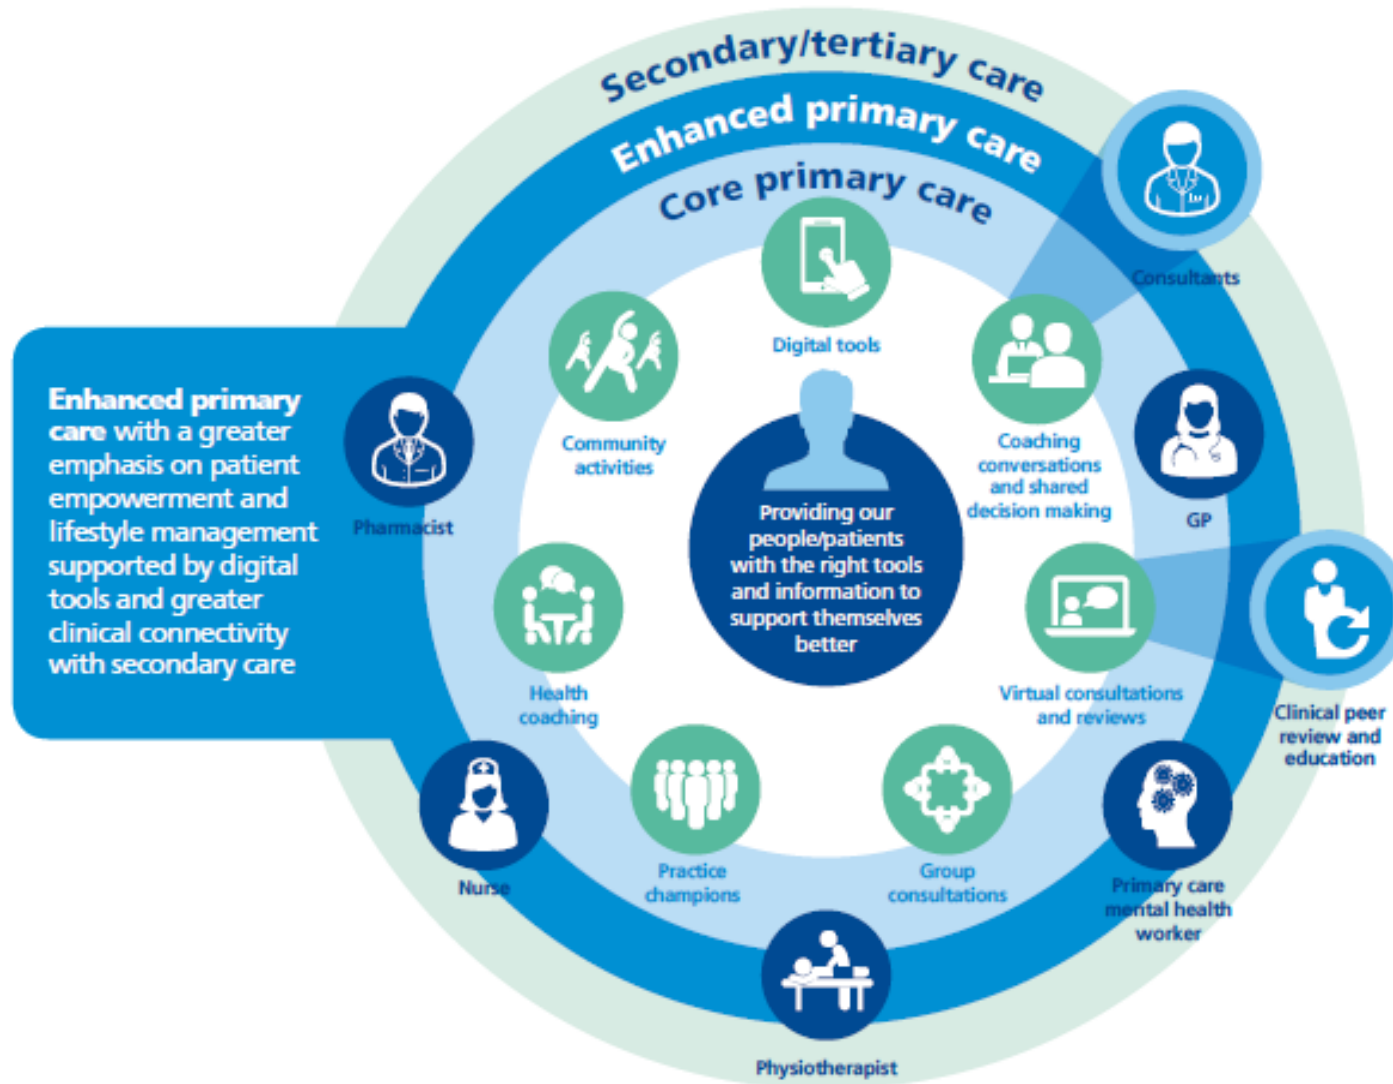 Secondary/tertiary care
Enhanced primary care
Core primary care
Consultants
Digital tools
Community
activities
Coaching
conversations
and shared
decision making
GP
Enhanced primary
care with a greater
emphasis on patient
empowerment and
lifestyle management
supported by digital
tools and greater
clinical connectivity
with secondary care
Pharmacist
Providing our
people/patients
with the right tools
and information to
support themselves
better
Health
coaching
Virtual consultations
and reviews
Clinical peer
review and
education
Nurse
Practice
champions
Group
consultations
Primary care
mental health
worker
Physiotherapist